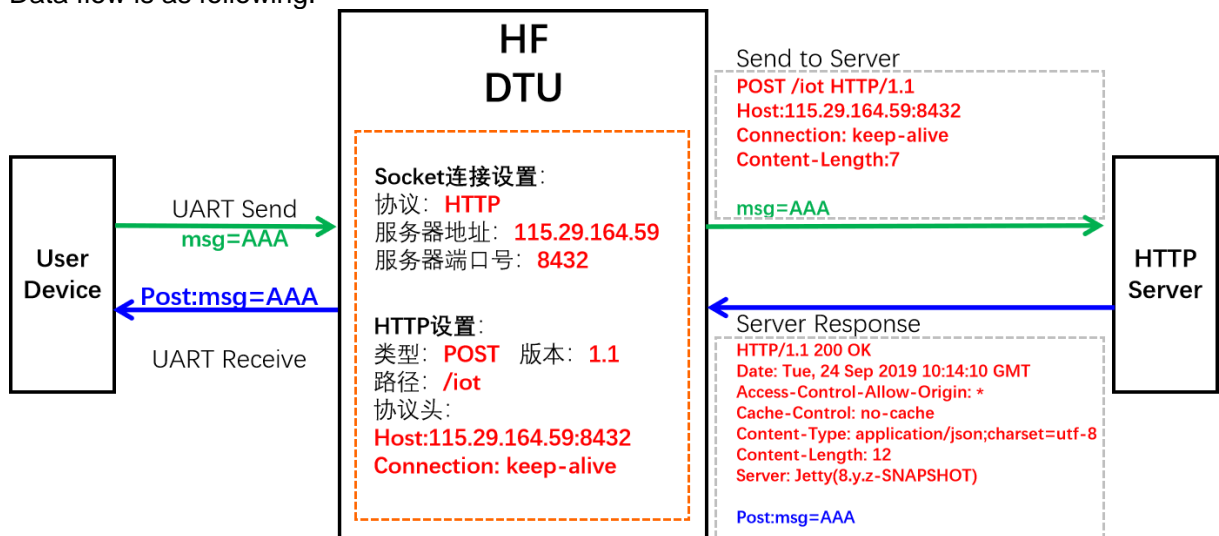 Data flow is as following:
HF
DTU
Socket连接设置:
协议: HTTP
服务器地址: 115.29.164.59
服务器端口号: 8432
HTTP设置:
类型: POST 版本: 1.1
路径: /iot
协议头:
Host:115.29.164.59:8432
Connection: keep-alive
User
Device
UART Send
msg=AAA
Post:msg=AAA
UART Receive
Send to Server
POST /iot HTTP/1.1
Host:115.29.164.59:8432
Connection: keep-alive
Content-Length:7
msg=AAA
Server Response
HTTP/1.1 200 OK
Date: Tue, 24 Sep 2019 10:14:10 GMT
Access-Control-Allow-Origin: *
Cache-Control: no-cache
Content-Type: application/json;charset=utf-8
Content-Length: 12
Server: Jetty(8.y.z-SNAPSHOT)
Post:msg=AAA
HTTP
Server